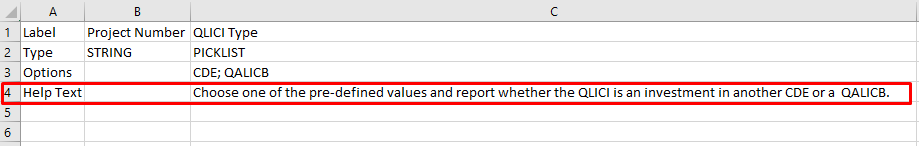 A B C
1 Label Project Number QLICI Type
2 Type STRING PICKLIST
3 Options CDE; QALICB
4 Help Text Choose one of the pre-defined values and report whether the QLICI is an investment in another CDE or a  QALICB.
5
6